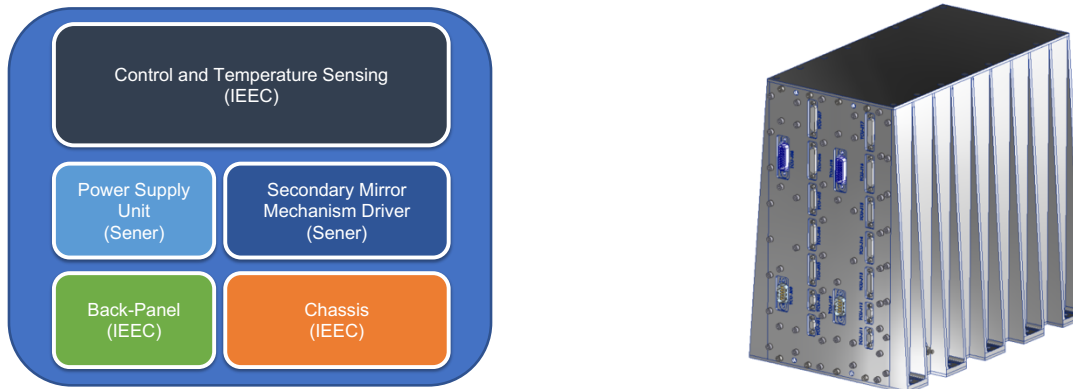 Control and Temperature Sensing
(IEEC)
Power Supply
Unit
(Sener)
Secondary Mirror
Mechanism Driver
(Sener)
Back-Panel
(IEEC)
Chassis
(IEEC)